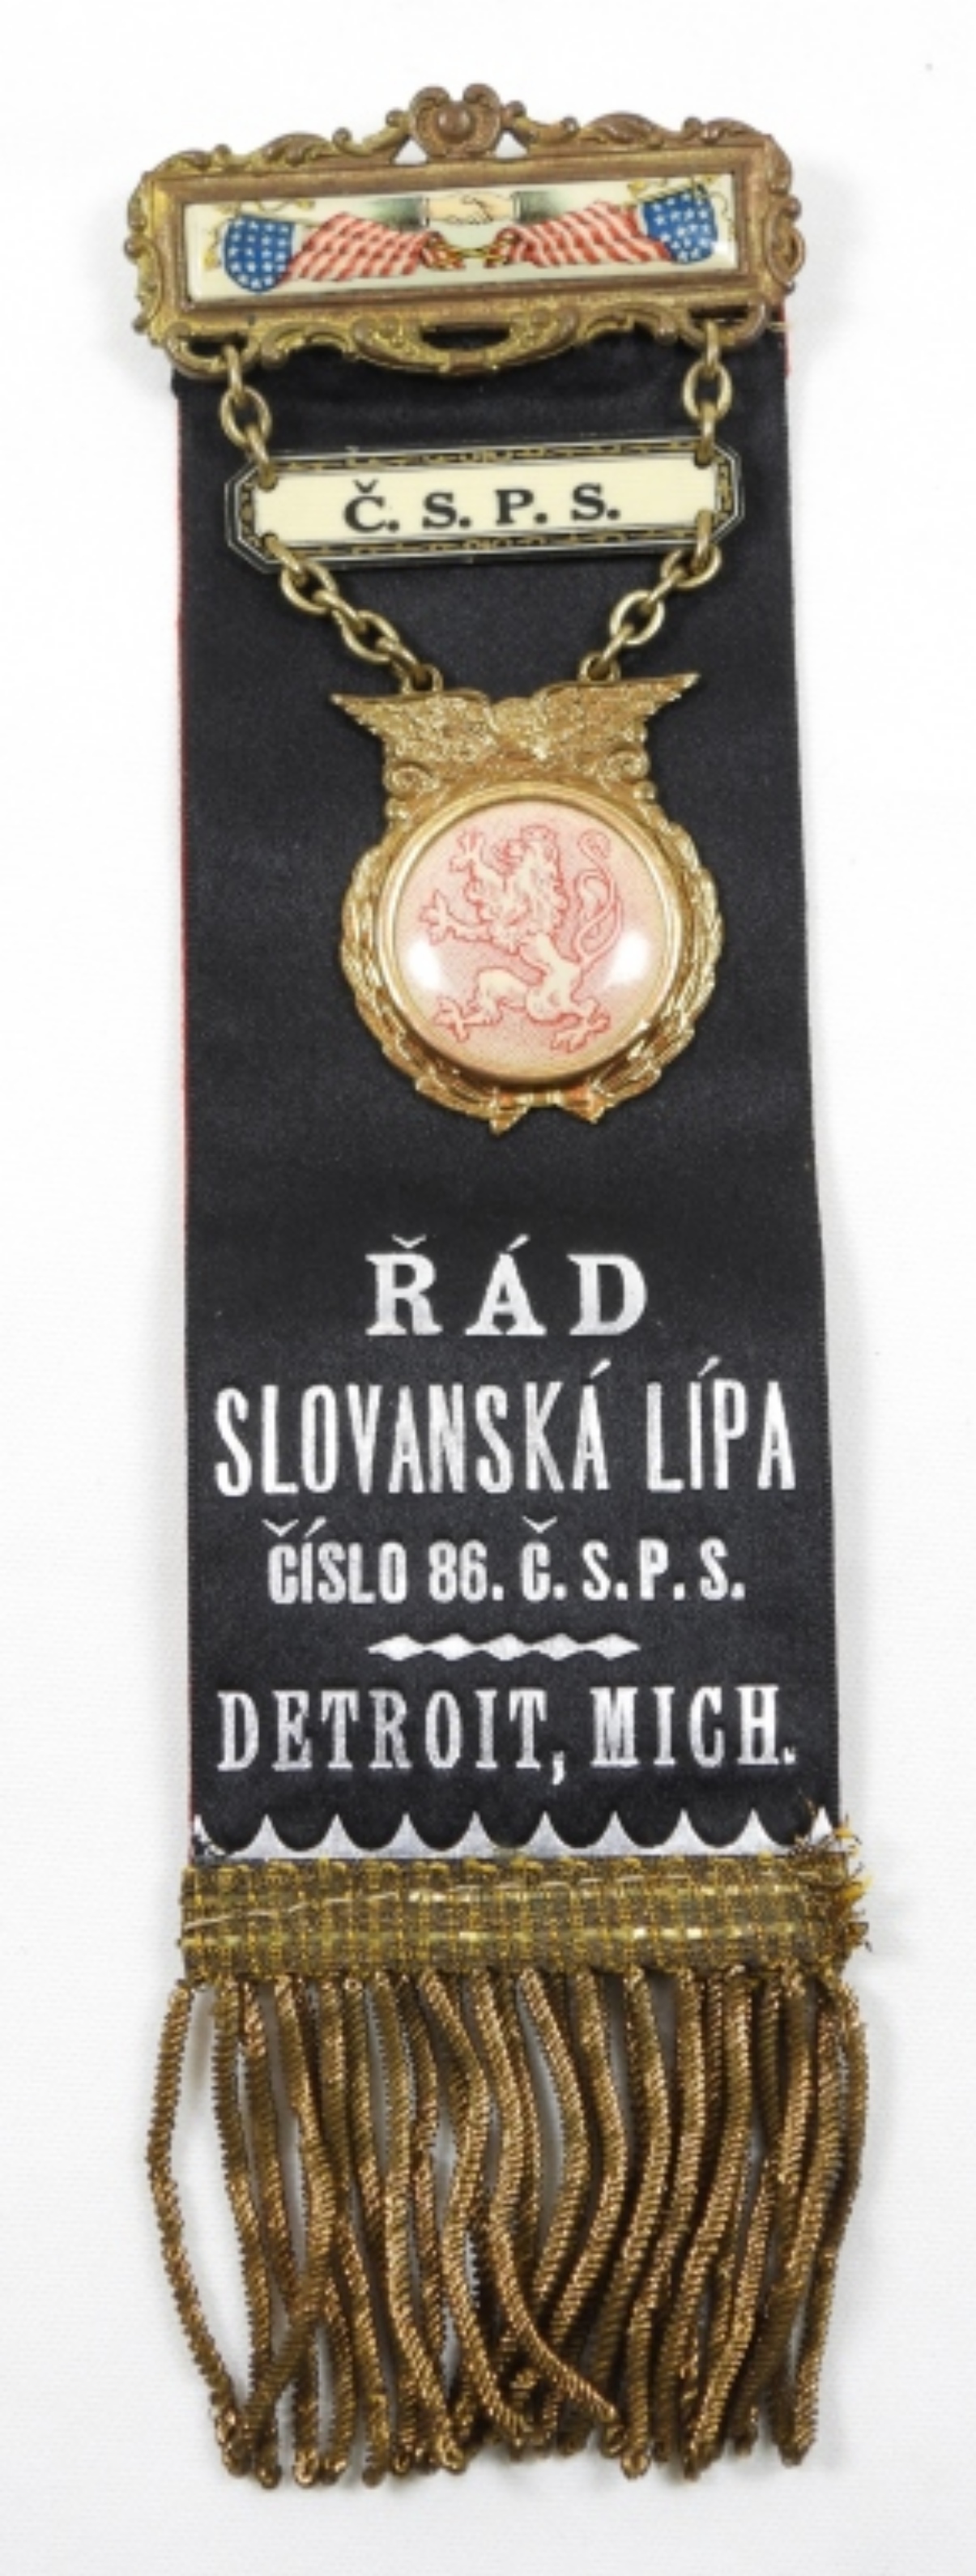 Č. S. P. S.
ŘÁD
SLOVANSKÁ LÍPA
ČÍSLO 86. Č. S. P. S.
DETROIT, MICH.